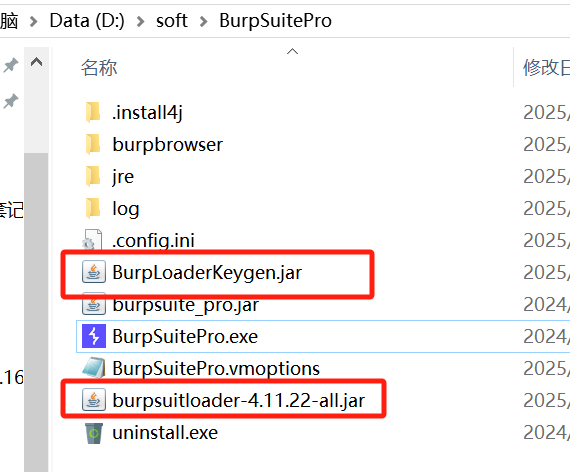 脑 > Data (D:) > soft > BurpSuitePro
名称 修改日
.install4j 2025/
burpbrowser 2025/
jre 2025/
log 2025/
.config.ini 2025/
BurpLoaderKeygen.jar 2025/
burpsuite_pro.jar 2024/
BurpSuitePro.exe 2024/
BurpSuitePro.vmoptions 2025/
burpsuitloader-4.11.22-all.jar 2025/
uninstall.exe 2024/
套记
.16